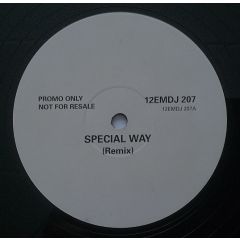 PROMO ONLY
NOT FOR RESALE
12EMDJ 207
12EMDJ 207A
SPECIAL WAY
(Remix)